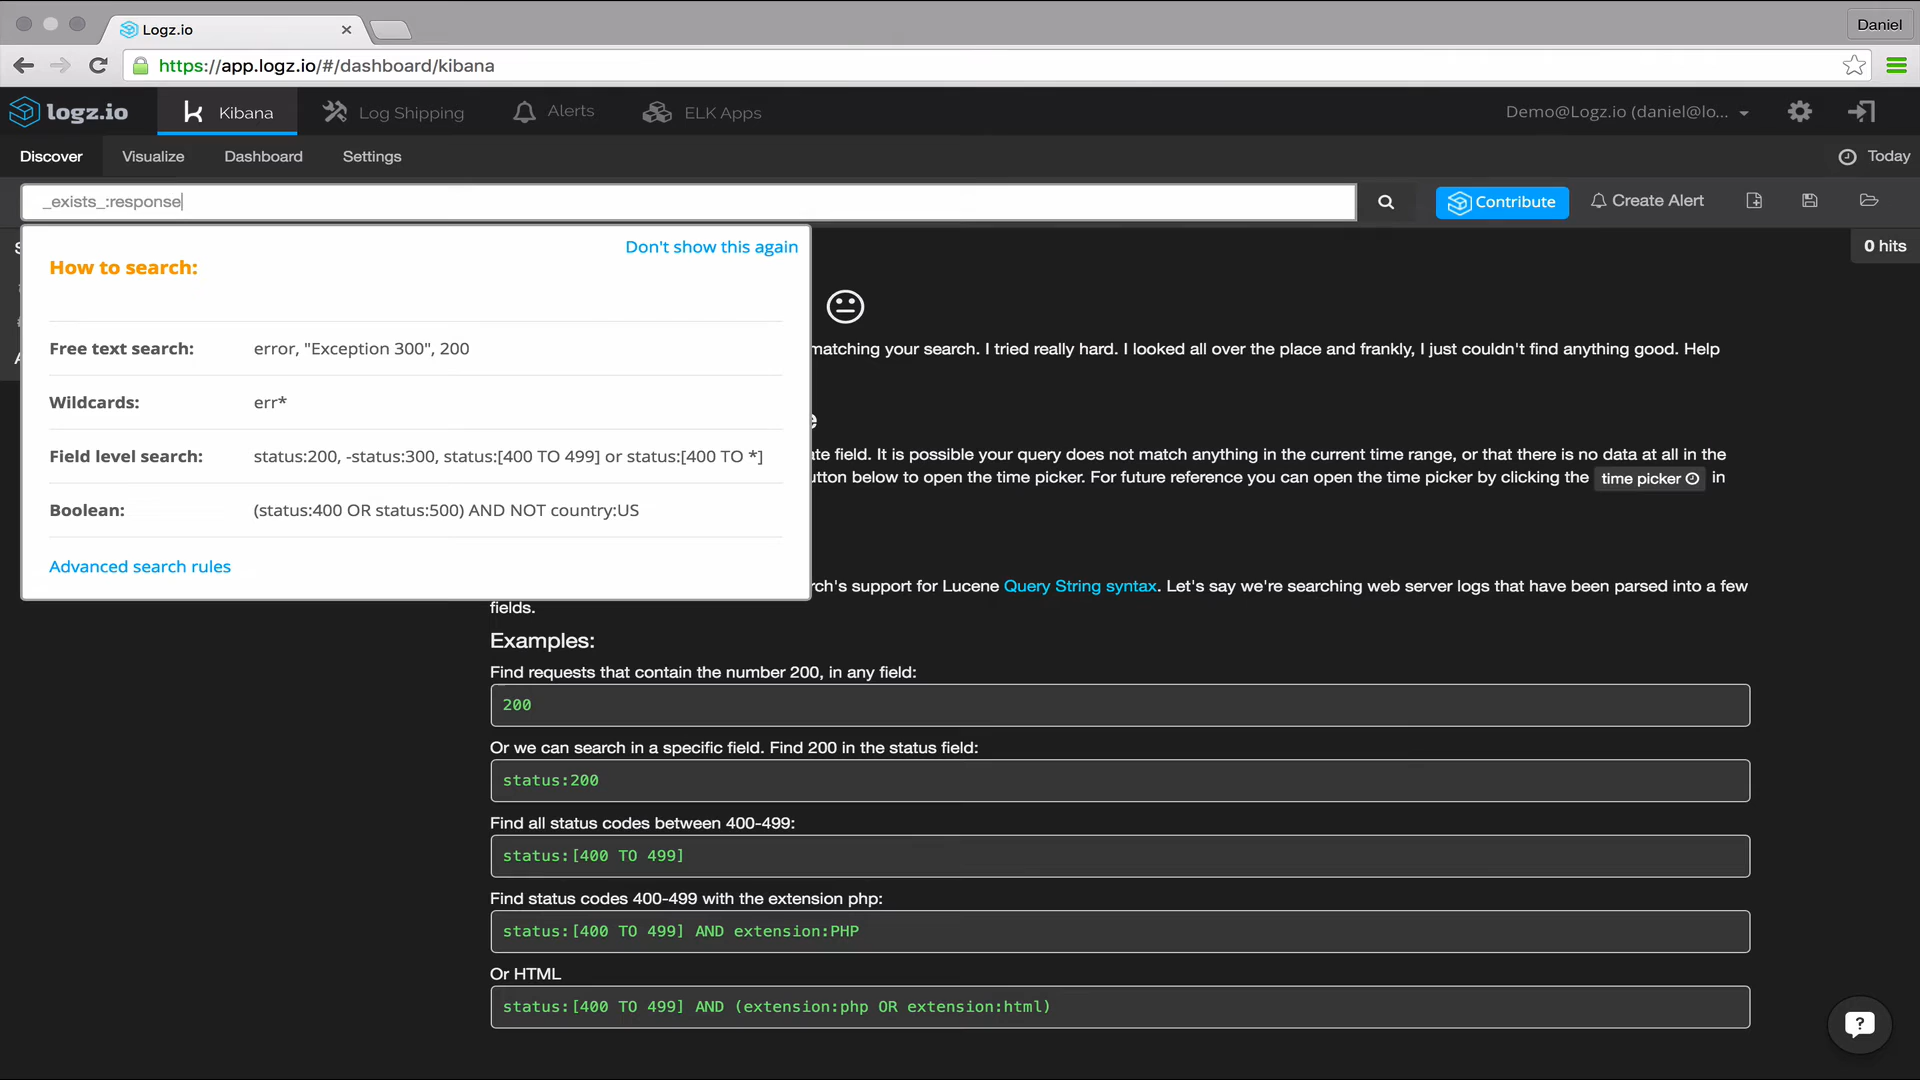 Logz.io
Daniel
https://app.logz.io/#/dashboard/kibana
logz.io
Kibana
Log Shipping
Alerts
ELK Apps
Demo@Logz.io (daniel@lo...
Discover
Visualize
Dashboard
Settings
Today
_exists_:response
Contribute
Create Alert
0 hits
Don't show this again
How to search:
Free text search: error, "Exception 300", 200
Wildcards: err*
Field level search: status:200, -status:300, status:[400 TO 499] or status:[400 TO *]
Boolean: (status:400 OR status:500) AND NOT country:US
Advanced search rules
matching your search. I tried really hard. I looked all over the place and frankly, I just couldn't find anything good. Help
field. It is possible your query does not match anything in the current time range, or that there is no data at all in the
below to open the time picker. For future reference you can open the time picker by clicking the time picker in
support for Lucene Query String syntax. Let's say we're searching web server logs that have been parsed into a few
fields.
Examples:
Find requests that contain the number 200, in any field:
200
Or we can search in a specific field. Find 200 in the status field:
status:200
Find all status codes between 400-499:
status:[400 TO 499]
Find status codes 400-499 with the extension php:
status:[400 TO 499] AND extension:PHP
Or HTML
status:[400 TO 499] AND (extension:php OR extension:html)